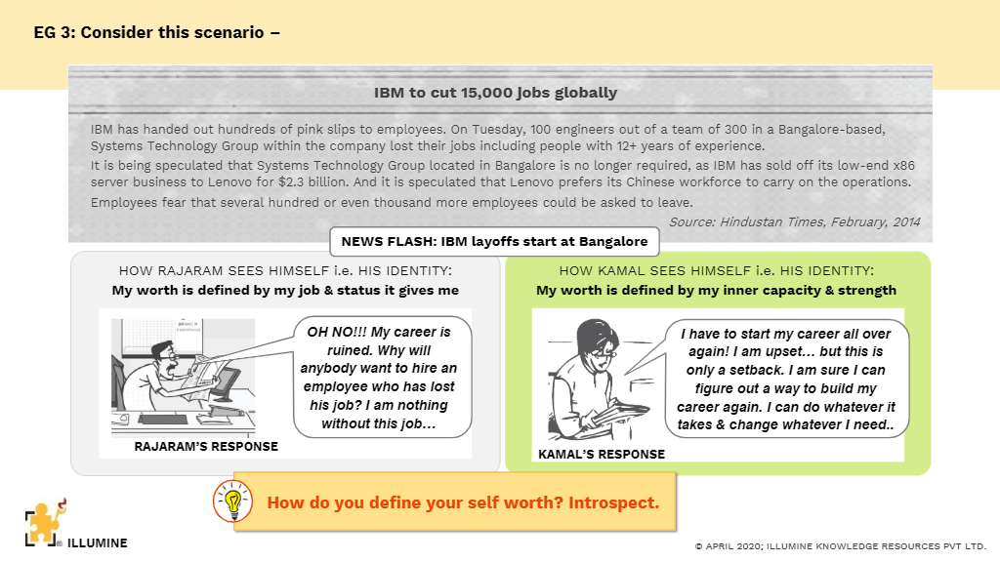 EG 3: Consider this scenario –
IBM to cut 15,000 jobs globally
IBM has handed out hundreds of pink slips to employees. On Tuesday, 100 engineers out of a team of 300 in a Bangalore-based,
Systems Technology Group within the company lost their jobs including people with 12+ years of experience.
It is being speculated that Systems Technology Group located in Bangalore is no longer required, as IBM has sold off its low-end x86
server business to Lenovo for $2.3 billion. And it is speculated that Lenovo prefers its Chinese workforce to carry on the operations.
Employees fear that several hundred or even thousand more employees could be asked to leave.
Source: Hindustan Times, February, 2014
NEWS FLASH: IBM layoffs start at Bangalore
HOW RAJARAM SEES HIMSELF i.e. HIS IDENTITY:
My worth is defined by my job & status it gives me
OH NO!!! My career is
ruined. Why will
anybody want to hire an
employee who has lost
his job? I am nothing
without this job...
RAJARAM'S RESPONSE
HOW KAMAL SEES HIMSELF i.e. HIS IDENTITY:
My worth is defined by my inner capacity & strength
I have to start my career all over
again! I am upset... but this is
only a setback. I am sure I can
figure out a way to build my
career again. I can do whatever it
takes & change whatever I need..
KAMAL'S RESPONSE
How do you define your self worth? Introspect.
® ILLUMINE
© APRIL 2020; ILLUMINE KNOWLEDGE RESOURCES PVT LTD.